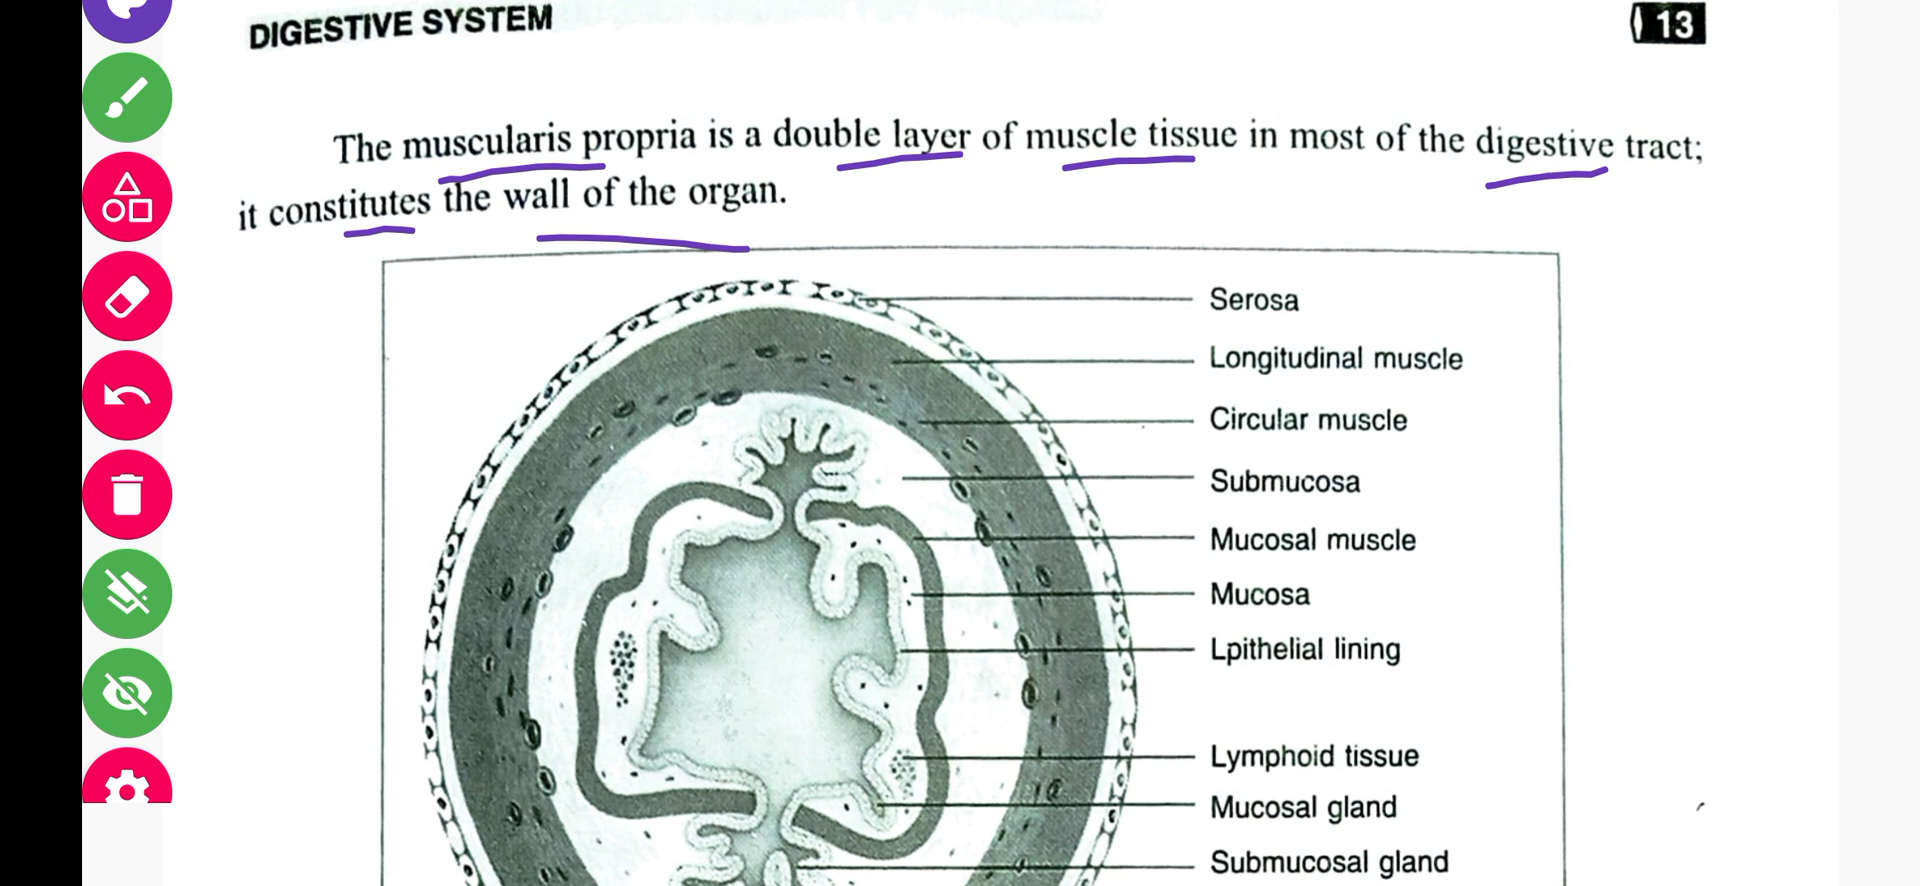 DIGESTIVE SYSTEM
13
The muscularis propria is a double layer of muscle tissue in most of the digestive tract;
it constitutes the wall of the organ.
Serosa
Longitudinal muscle
Circular muscle
Submucosa
Mucosal muscle
Mucosa
Lpithelial lining
Lymphoid tissue
Mucosal gland
Submucosal gland